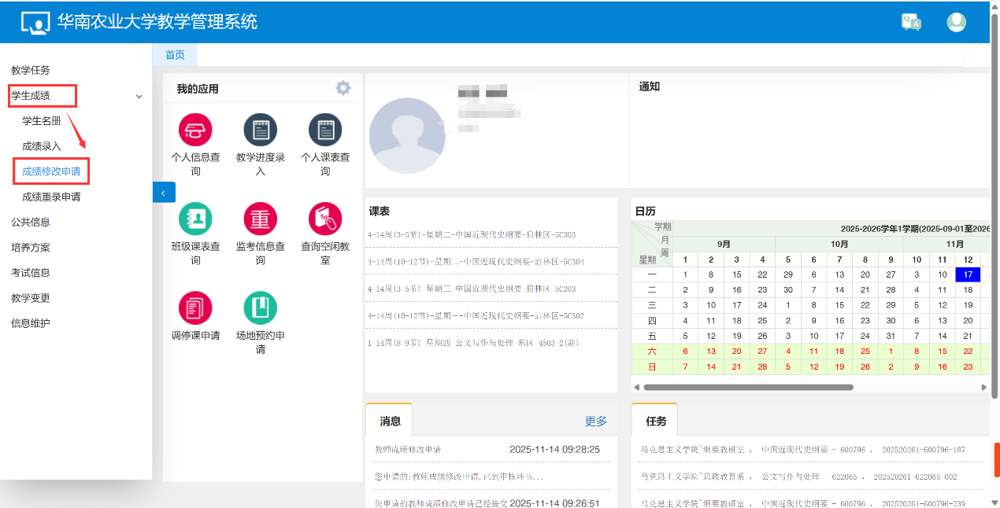 华南农业大学教学管理系统
首页
教学任务
学生成绩
学生名册
成绩录入
成绩修改申请
成绩重录申请
公共信息
培养方案
考试信息
教学变更
信息维护
我的应用
个人信息查询
教学进度录入
个人课表查询
班级课表查询
监考信息查询
查询空闲教室
调停课申请
场地预约申请
通知
课表
4-14周(3-5节)-星期二-中国近现代史纲要-启林区-5C303
4-14周(10-12节)-星期二-中国近现代史纲要-启林区-5C304
4-14周(3-5节)-星期三-中国近现代史纲要-启林区-5C203
4-14周(10-12节)-星期三-中国近现代史纲要-启林区-5C302
1-14周(8-9节)-星期四-公文写作与处理-东区-4503-2(新)
日历
学期 2025-2026学年1学期(2025-09-01至2026
月 9月 10月 11月
周
星期 1 2 3 4 5 6 7 8 9 10 11 12
一 1 8 15 22 29 6 13 20 27 3 10 17
二 2 9 16 23 30 7 14 21 28 4 11 18
三 3 10 17 24 1 8 15 22 29 5 12 19
四 4 11 18 25 2 9 16 23 30 6 13 20
五 5 12 19 26 3 10 17 24 31 7 14 21
六 6 13 20 27 4 11 18 25 1 8 15 22
日 7 14 21 28 5 12 19 26 2 9 16 23
消息 更多
教师成绩修改申请 2025-11-14 09:28:25
您申请的:教师成绩修改申请,已到审核环节...
您申请的教师成绩修改申请已经提交 2025-11-14 09:26:51
任务
马克思主义学院~纲要教研室 , 中国近现代史纲要 - 600796 , 202520261-600796-187
马克思主义学院~思政教育系 , 公文写作与处理 - 622065 , 202520261-622065-002
马克思主义学院~纲要教研室 , 中国近现代史纲要 - 600796 , 202520261-600796-239